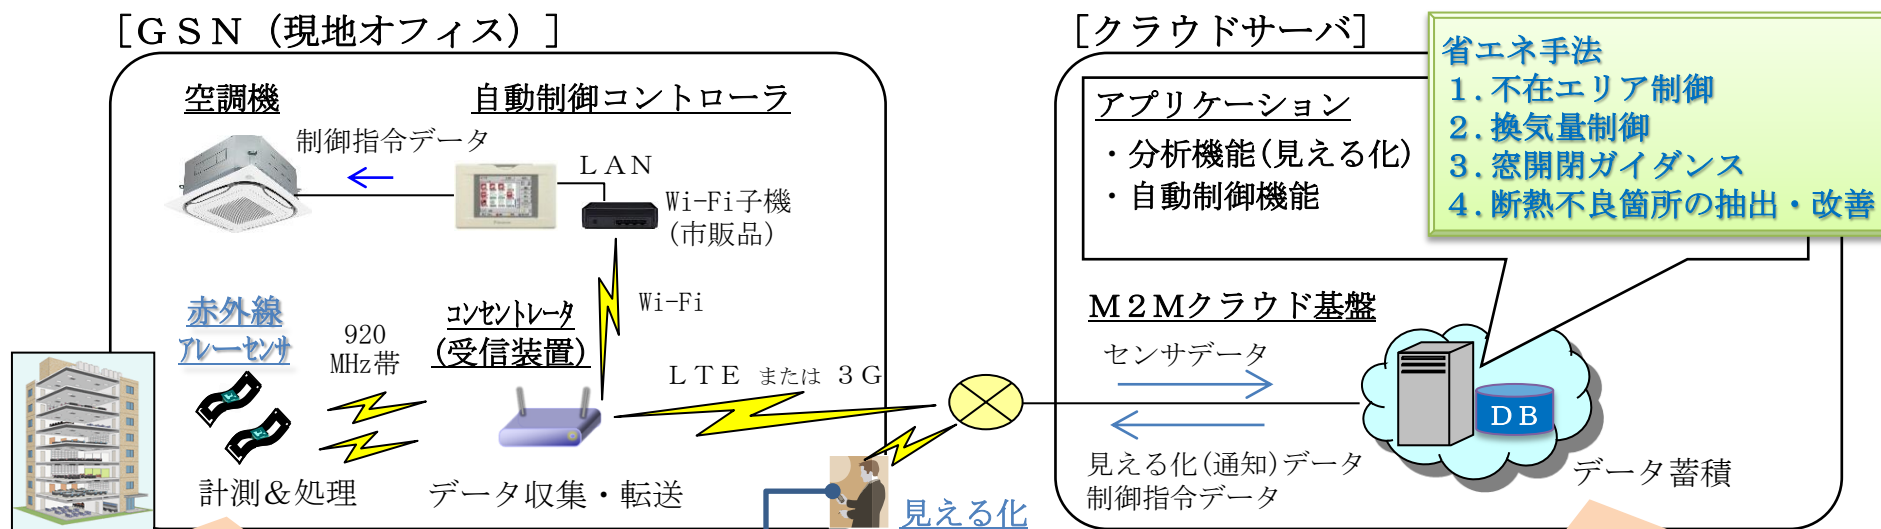 [ＧＳＮ（現地オフィス）]
空調機
自動制御コントローラ
制御指令データ
ＬＡＮ
Wi-Fi子機
(市販品)
Wi-Fi
赤外線
アレーセンサ
920
MHz帯
コンセントレータ
(受信装置)
ＬＴＥ または ３Ｇ
計測＆処理
データ収集・転送
見える化
[クラウドサーバ]
アプリケーション
・分析機能(見える化)
・自動制御機能
省エネ手法
１.不在エリア制御
２.換気量制御
３.窓開閉ガイダンス
４.断熱不良箇所の抽出・改善
Ｍ２Ｍクラウド基盤
センサデータ
見える化(通知)データ
制御指令データ
ＤＢ
データ蓄積